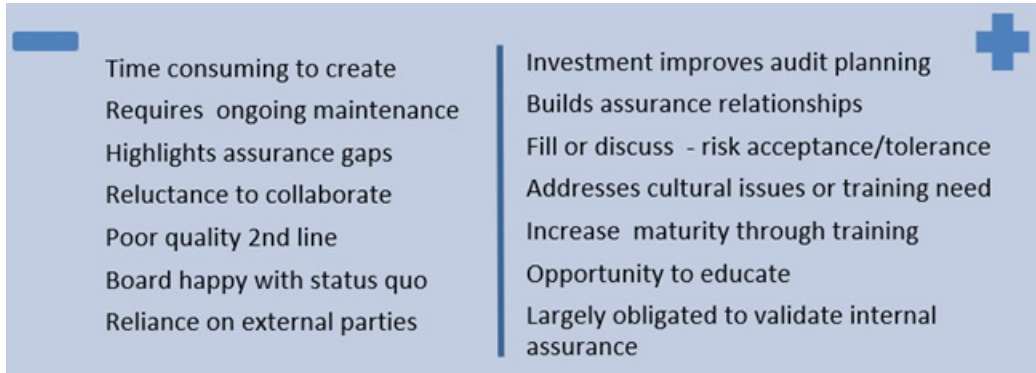 Time consuming to create
Requires ongoing maintenance
Highlights assurance gaps
Reluctance to collaborate
Poor quality 2nd line
Board happy with status quo
Reliance on external parties
Investment improves audit planning
Builds assurance relationships
Fill or discuss - risk acceptance/tolerance
Addresses cultural issues or training need
Increase maturity through training
Opportunity to educate
Largely obligated to validate internal
assurance